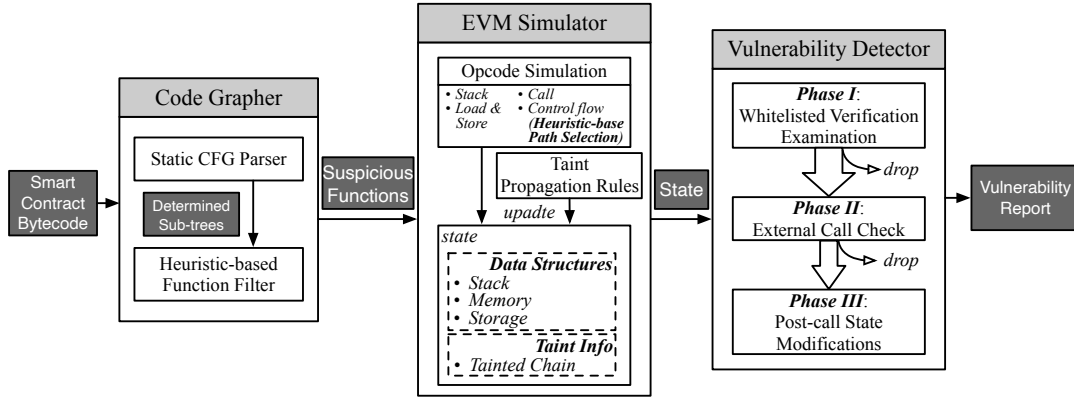 Smart
Contract
Bytecode
Code Grapher
Static CFG Parser
Determined
Sub-trees
Heuristic-based
Function Filter
Suspicious
Functions
EVM Simulator
Opcode Simulation
• Stack
• Load &
Store
• Call
• Control flow
(Heuristic-base
Path Selection)
Taint
Propagation Rules
upadte
state
Data Structures
• Stack
• Memory
• Storage
Taint Info
• Tainted Chain
State
Vulnerability Detector
Phase I:
Whitelisted Verification
Examination
drop
Phase II:
External Call Check
drop
Phase III:
Post-call State
Modifications
Vulnerability
Report